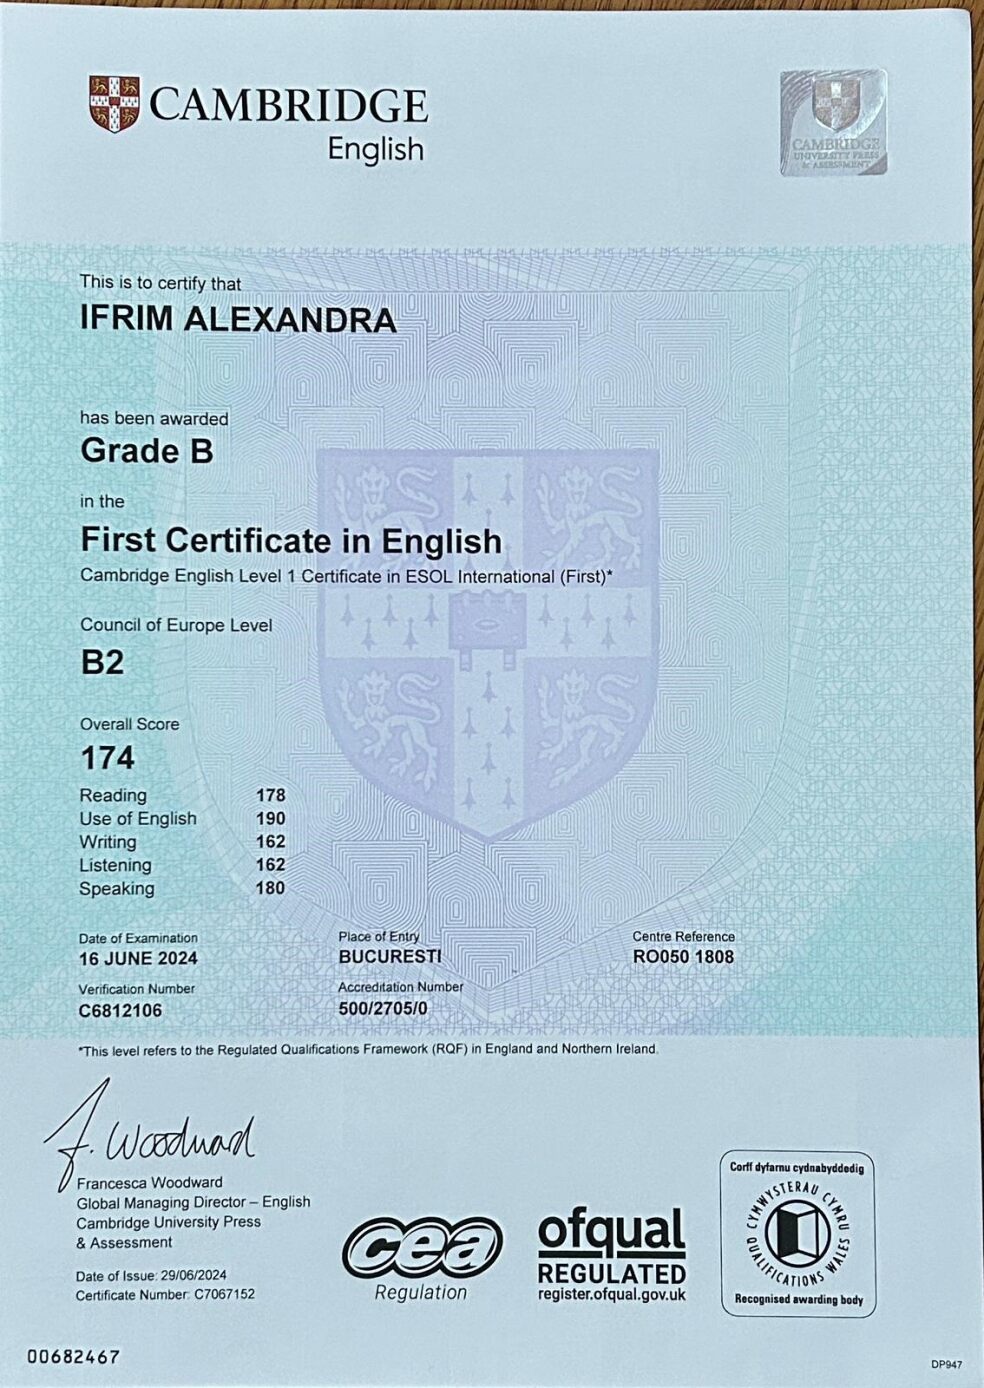 CAMBRIDGE
English
CAMBRIDGE
UNIVERSITY PRESS
& ASSESSMENT
This is to certify that
IFRIM ALEXANDRA
has been awarded
Grade B
in the
First Certificate in English
Cambridge English Level 1 Certificate in ESOL International (First)*
Council of Europe Level
B2
Overall Score
174
Reading 178
Use of English 190
Writing 162
Listening 162
Speaking 180
Date of Examination Place of Entry Centre Reference
16 JUNE 2024 BUCURESTI RO050 1808
Verification Number Accreditation Number
C6812106 500/2705/0
*This level refers to the Regulated Qualifications Framework (RQF) in England and Northern Ireland.
F. Woodward
Francesca Woodward
Global Managing Director – English
Cambridge University Press
& Assessment
Date of Issue: 29/06/2024
Certificate Number: C7067152
cea
Regulation
ofqual
REGULATED
register.ofqual.gov.uk
Corff dyfarnu cydnabyddedig
CYMWYSTERAU CYMRU
QUALIFICATIONS WALES
Recognised awarding body
00682467
DP947